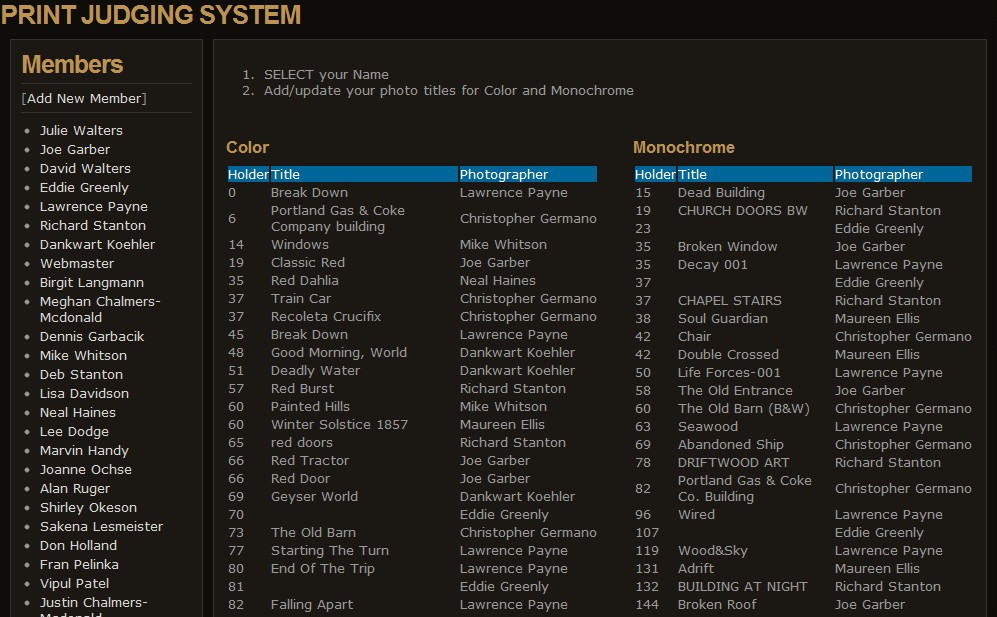 PRINT JUDGING SYSTEM
Members
[Add New Member]
Julie Walters
Joe Garber
David Walters
Eddie Greenly
Lawrence Payne
Richard Stanton
Dankwart Koehler
Webmaster
Birgit Langmann
Meghan Chalmers-
Mcdonald
Dennis Garbacik
Mike Whitson
Deb Stanton
Lisa Davidson
Neal Haines
Lee Dodge
Marvin Handy
Joanne Ochse
Alan Ruger
Shirley Okeson
Sakena Lesmeister
Don Holland
Fran Pelinka
Vipul Patel
Justin Chalmers-
Mcdonald
1. SELECT your Name
2. Add/update your photo titles for Color and Monochrome
Color
Holder Title Photographer
0 Break Down Lawrence Payne
6 Portland Gas & Coke
Company building Christopher Germano
14 Windows Mike Whitson
19 Classic Red Joe Garber
35 Red Dahlia Neal Haines
37 Train Car Christopher Germano
37 Recoleta Crucifix Christopher Germano
45 Break Down Lawrence Payne
48 Good Morning, World Dankwart Koehler
51 Deadly Water Dankwart Koehler
57 Red Burst Richard Stanton
60 Painted Hills Mike Whitson
60 Winter Solstice 1857 Maureen Ellis
65 red doors Richard Stanton
66 Red Tractor Joe Garber
66 Red Door Joe Garber
69 Geyser World Dankwart Koehler
70 Eddie Greenly
73 The Old Barn Christopher Germano
77 Starting The Turn Lawrence Payne
80 End Of The Trip Lawrence Payne
81 Eddie Greenly
82 Falling Apart Lawrence Payne
Monochrome
Holder Title Photographer
15 Dead Building Joe Garber
19 CHURCH DOORS BW Richard Stanton
23 Eddie Greenly
35 Broken Window Joe Garber
35 Decay 001 Lawrence Payne
37 Eddie Greenly
37 CHAPEL STAIRS Richard Stanton
38 Soul Guardian Maureen Ellis
42 Chair Christopher Germano
42 Double Crossed Maureen Ellis
50 Life Forces-001 Lawrence Payne
58 The Old Entrance Joe Garber
60 The Old Barn (B&W) Christopher Germano
63 Seawood Lawrence Payne
69 Abandoned Ship Christopher Germano
78 DRIFTWOOD ART Richard Stanton
82 Portland Gas & Coke
Co. Building Christopher Germano
96 Wired Lawrence Payne
107 Eddie Greenly
119 Wood&Sky Lawrence Payne
131 Adrift Maureen Ellis
132 BUILDING AT NIGHT Richard Stanton
144 Broken Roof Joe Garber